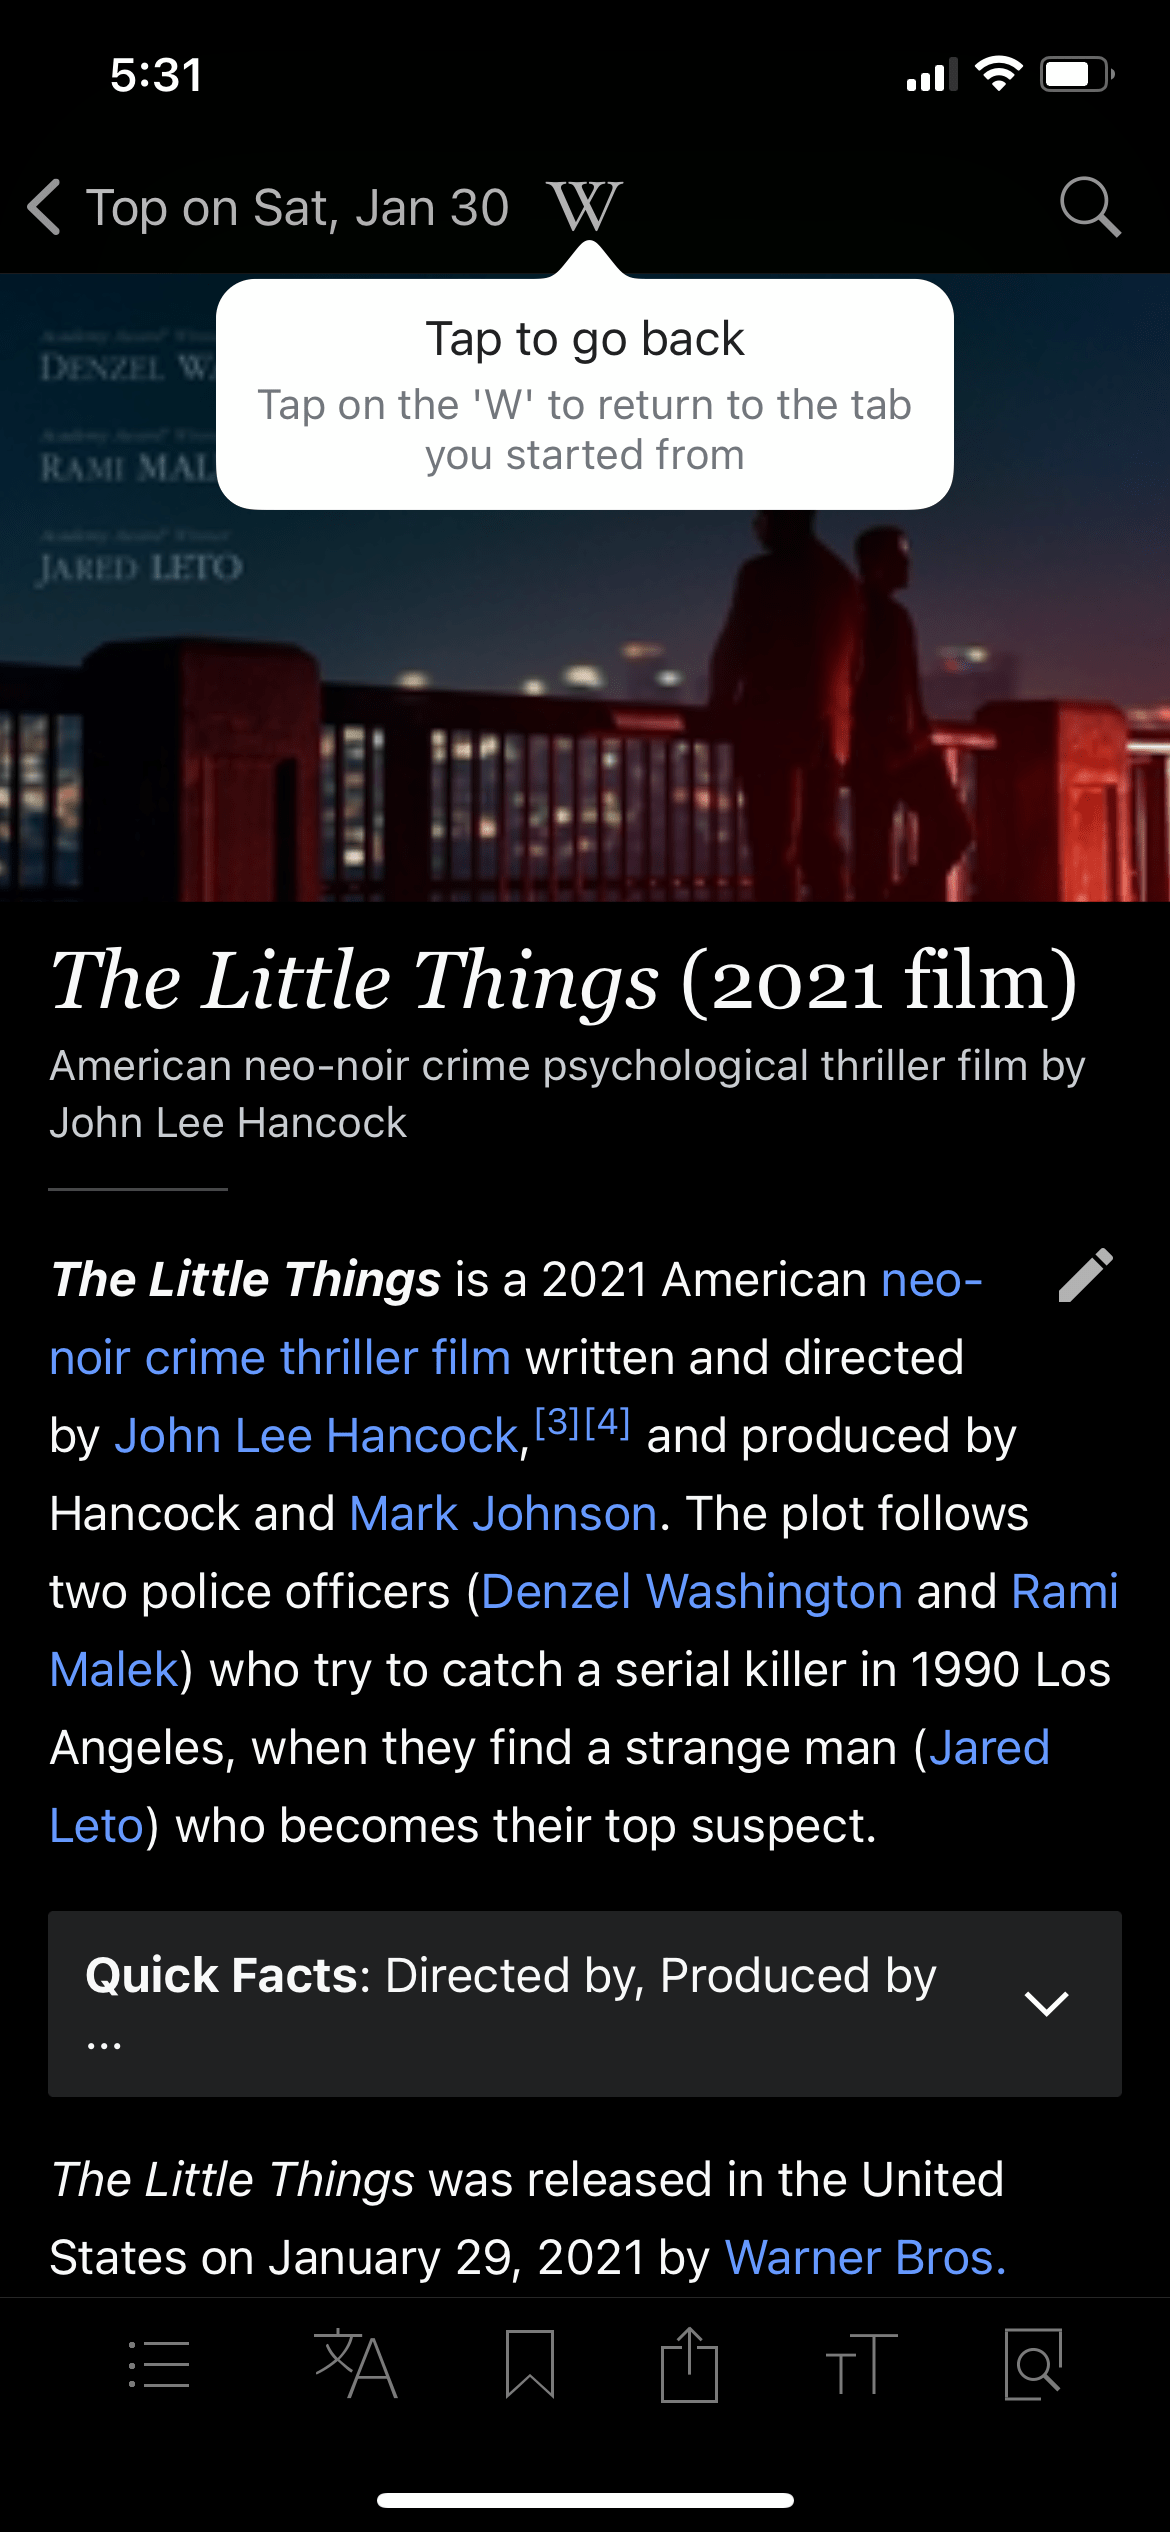 5:31
Top on Sat, Jan 30 W
Tap to go back
Tap on the 'W' to return to the tab
you started from
DENZEL
RAMI
JARED LETO
The Little Things (2021 film)
American neo-noir crime psychological thriller film by
John Lee Hancock
The Little Things is a 2021 American neo-
noir crime thriller film written and directed
by John Lee Hancock,[3][4] and produced by
Hancock and Mark Johnson. The plot follows
two police officers (Denzel Washington and Rami
Malek) who try to catch a serial killer in 1990 Los
Angeles, when they find a strange man (Jared
Leto) who becomes their top suspect.
Quick Facts: Directed by, Produced by
...
The Little Things was released in the United
States on January 29, 2021 by Warner Bros.
文A
TT